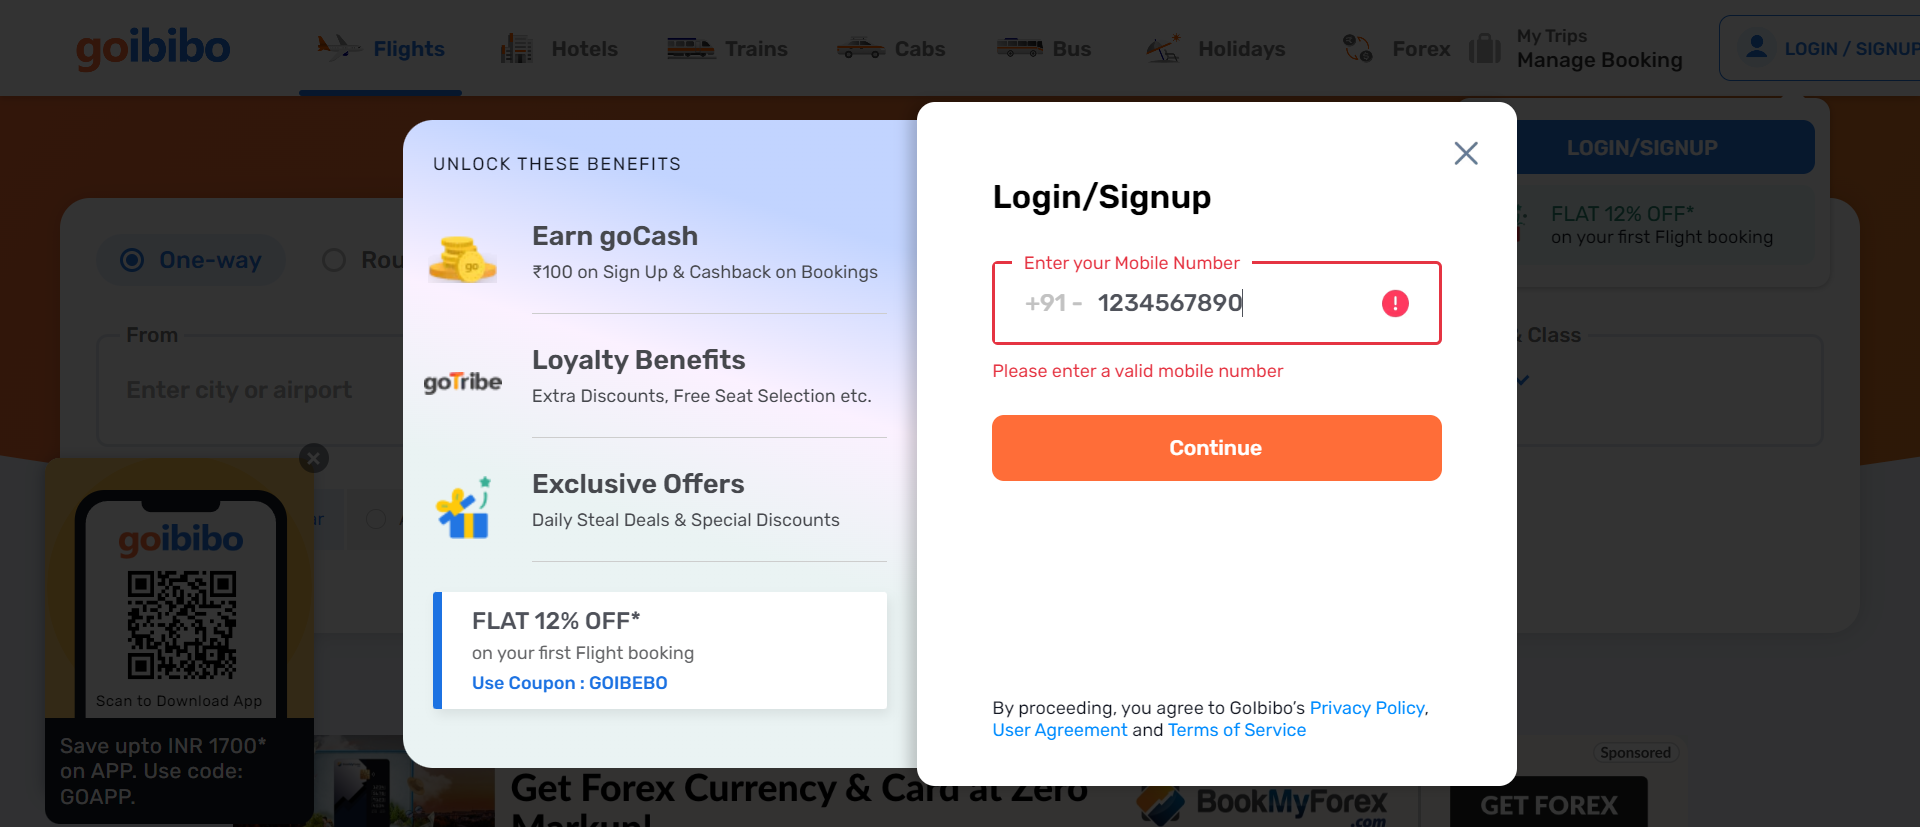 goibibo
Flights
Hotels
Trains
Cabs
Bus
Holidays
Forex
My Trips
Manage Booking
LOGIN / SIGNUP
UNLOCK THESE BENEFITS
Earn goCash
₹100 on Sign Up & Cashback on Bookings
goTribe
Loyalty Benefits
Extra Discounts, Free Seat Selection etc.
Exclusive Offers
Daily Steal Deals & Special Discounts
FLAT 12% OFF*
on your first Flight booking
Use Coupon : GOIBEBO
Login/Signup
Enter your Mobile Number
+91 - 1234567890
Please enter a valid mobile number
Continue
By proceeding, you agree to GoIbibo’s Privacy Policy,
User Agreement and Terms of Service
LOGIN/SIGNUP
FLAT 12% OFF*
on your first Flight booking
One-way
Rou
From
Enter city or airport
& Class
goibibo
Scan to Download App
Save upto INR 1700*
on APP. Use code:
GOAPP.
Get Forex Currency & Card at Zero
Markup!
BookMyForex
.com
Sponsored
GET FOREX